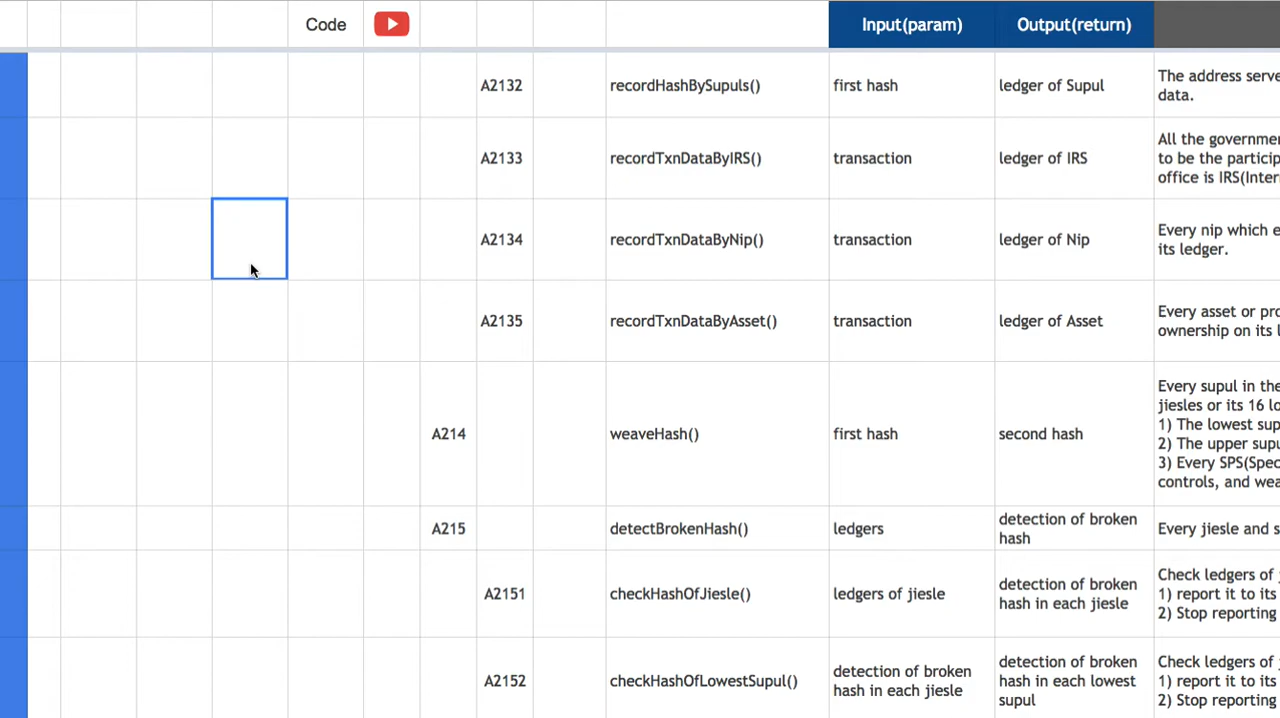 Code
Input(param)
Output(return)
A2132
recordHashBySupuls()
first hash
ledger of Supul
The address serve
data.
A2133
recordTxnDataByIRS()
transaction
ledger of IRS
All the governme
to be the particip
office is IRS(Inter
A2134
recordTxnDataByNip()
transaction
ledger of Nip
Every nip which e
its ledger.
A2135
recordTxnDataByAsset()
transaction
ledger of Asset
Every asset or pro
ownership on its l
A214
weaveHash()
first hash
second hash
Every supul in the
jiesles or its 16 lo
1) The lowest sup
2) The upper supu
3) Every SPS(Spec
controls, and wea
A215
detectBrokenHash()
ledgers
detection of broken
hash
Every jiesle and s
A2151
checkHashOfJiesle()
ledgers of jiesle
detection of broken
hash in each jiesle
Check ledgers of j
1) report it to its
2) Stop reporting
A2152
checkHashOfLowestSupul()
detection of broken
hash in each jiesle
detection of broken
hash in each lowest
supul
Check ledgers of j
1) report it to its
2) Stop reporting